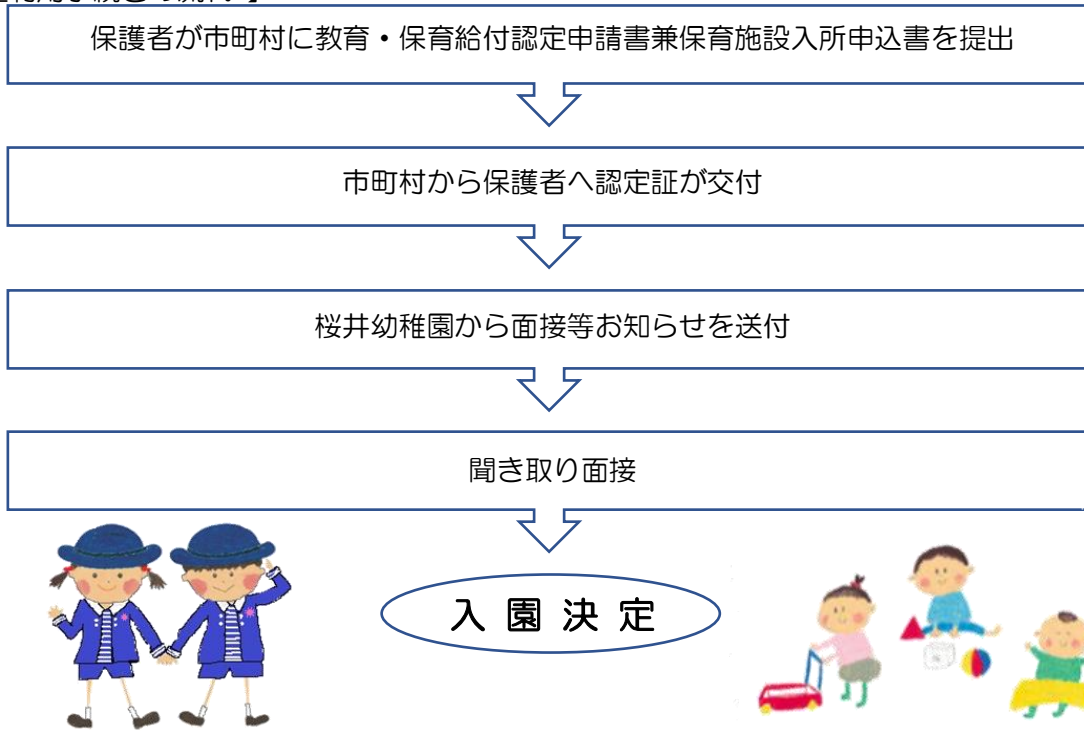 保護者が市町村に教育・保育給付認定申請書兼保育施設入所申込書を提出
市町村から保護者へ認定証が交付
桜井幼稚園から面接等お知らせを送付
聞き取り面接
入園決定